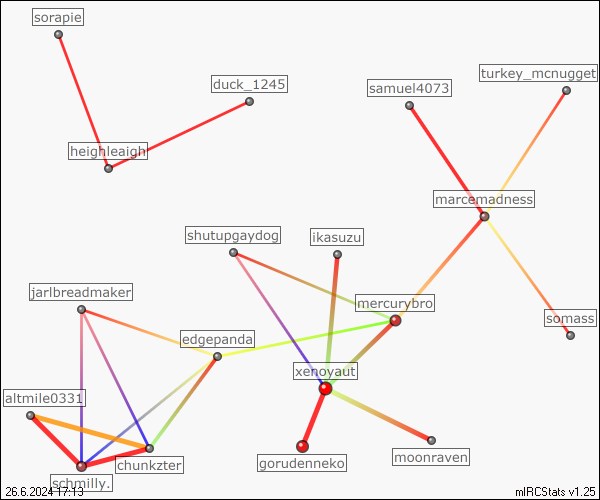 sorapie
turkey_mcnugget
duck_1245
samuel4073
heighleaigh
marcemadness
shutupgaydog
ikasuzu
jarlbreadmaker
mercurybro
somass
edgepanda
xenoyaut
altmile0331
moonraven
gorudenneko
chunkzter
schmilly.
26.6.2024 17:13
mIRCStats v1.25